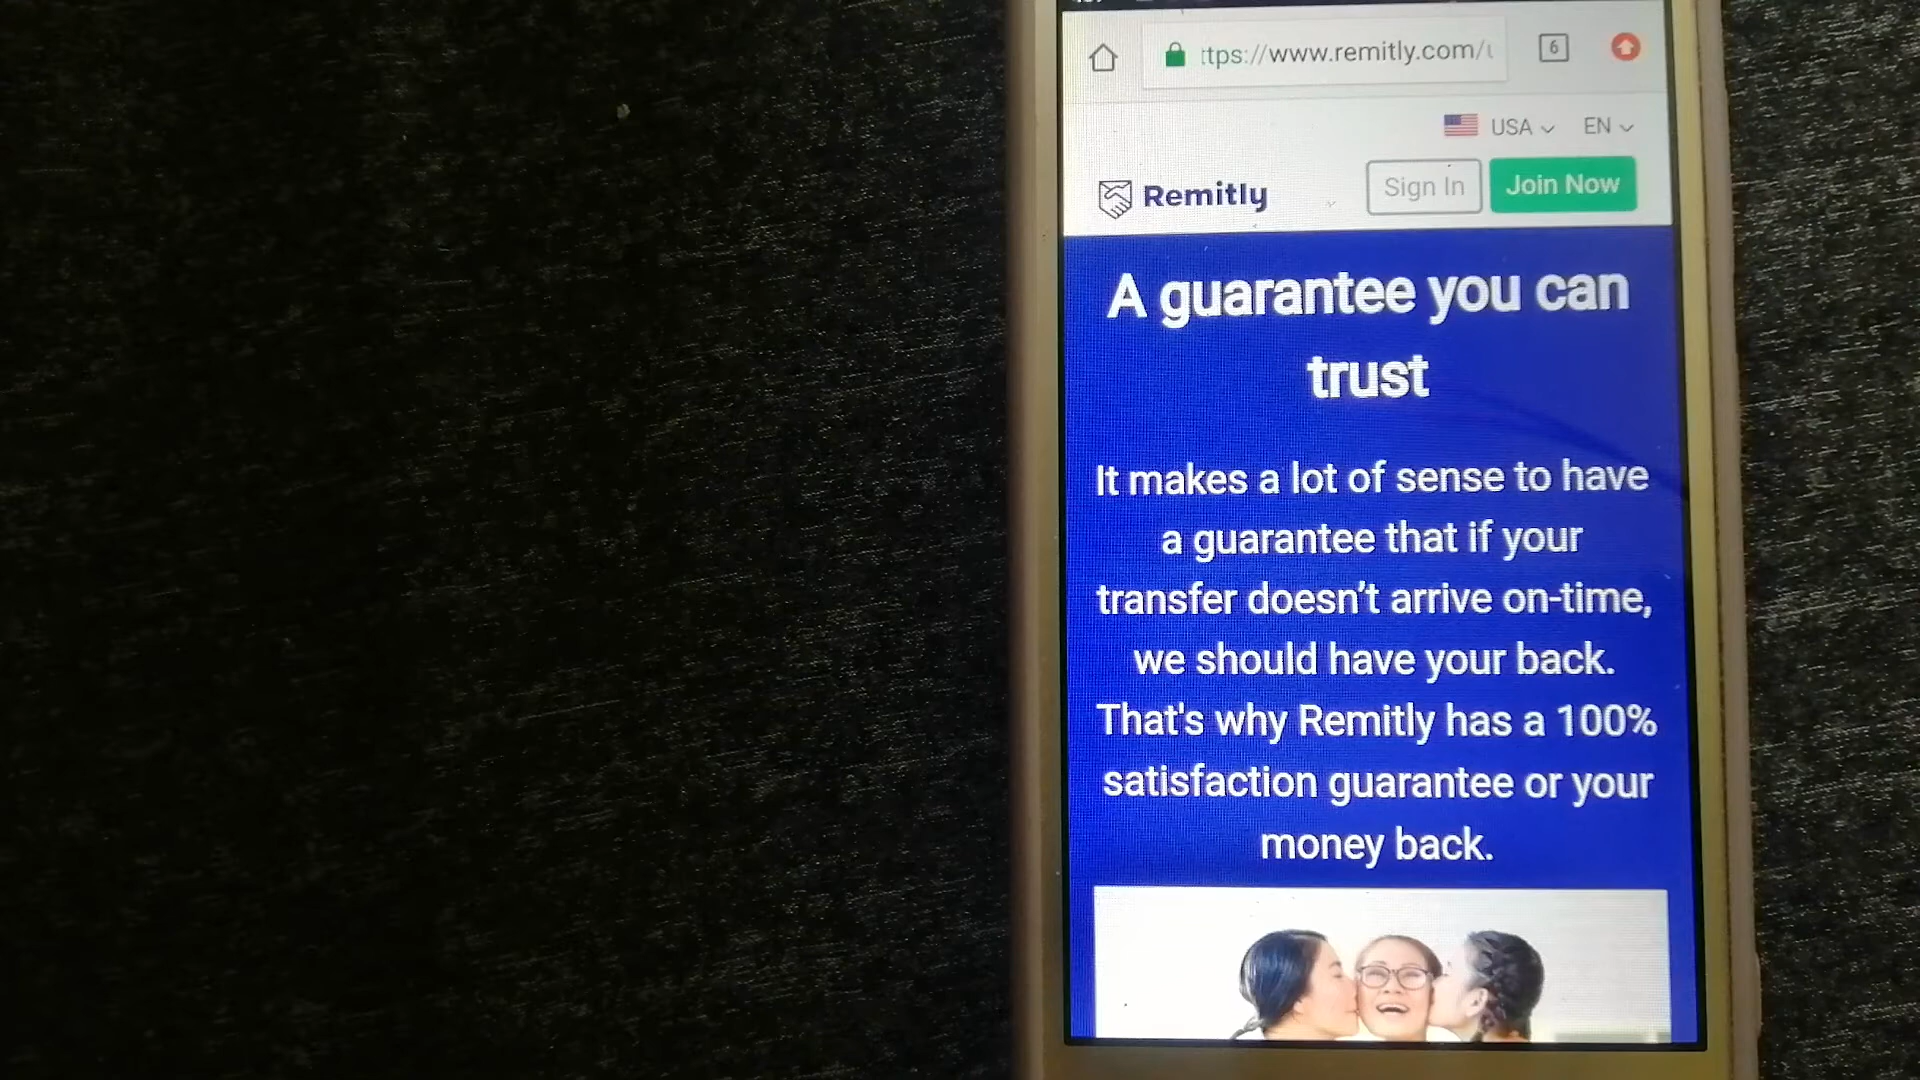 ttps://www.remitly.com/u
6
USA
EN
Remitly
Sign In
Join Now
A guarantee you can
trust
It makes a lot of sense to have
a guarantee that if your
transfer doesn't arrive on-time,
we should have your back.
That's why Remitly has a 100%
satisfaction guarantee or your
money back.